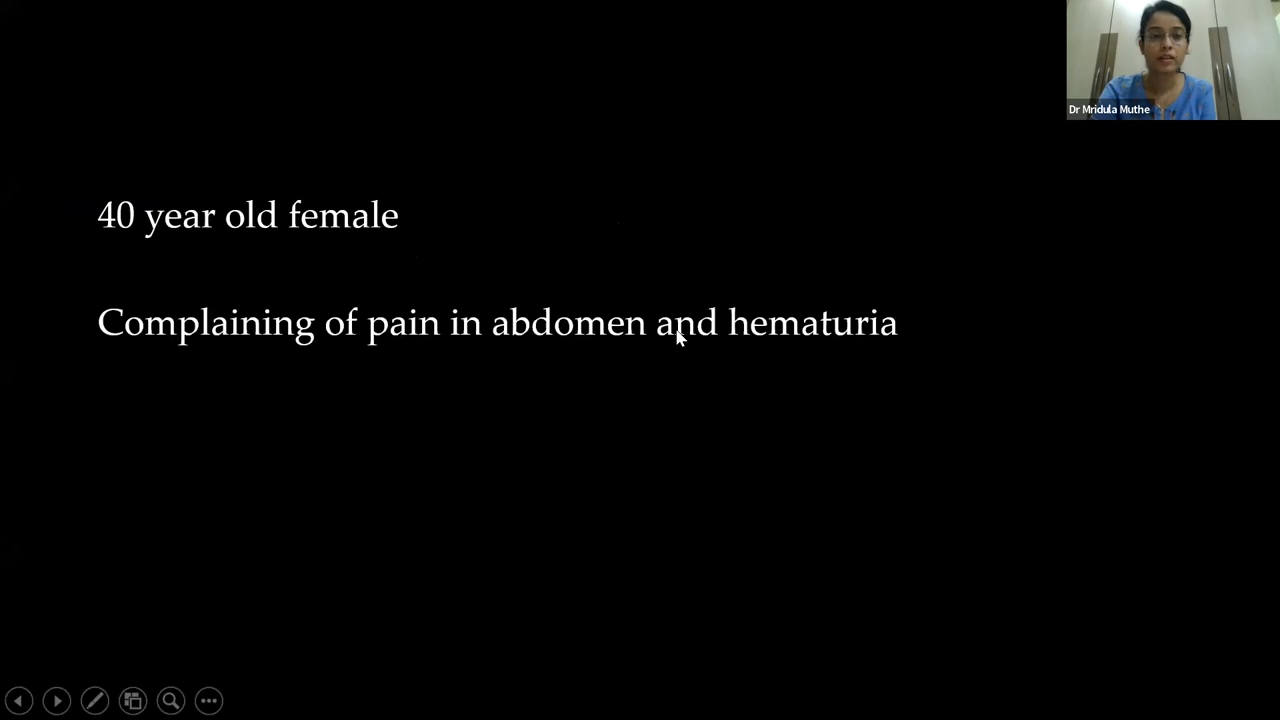 Dr Mridula Muthe
40 year old female
Complaining of pain in abdomen and hematuria